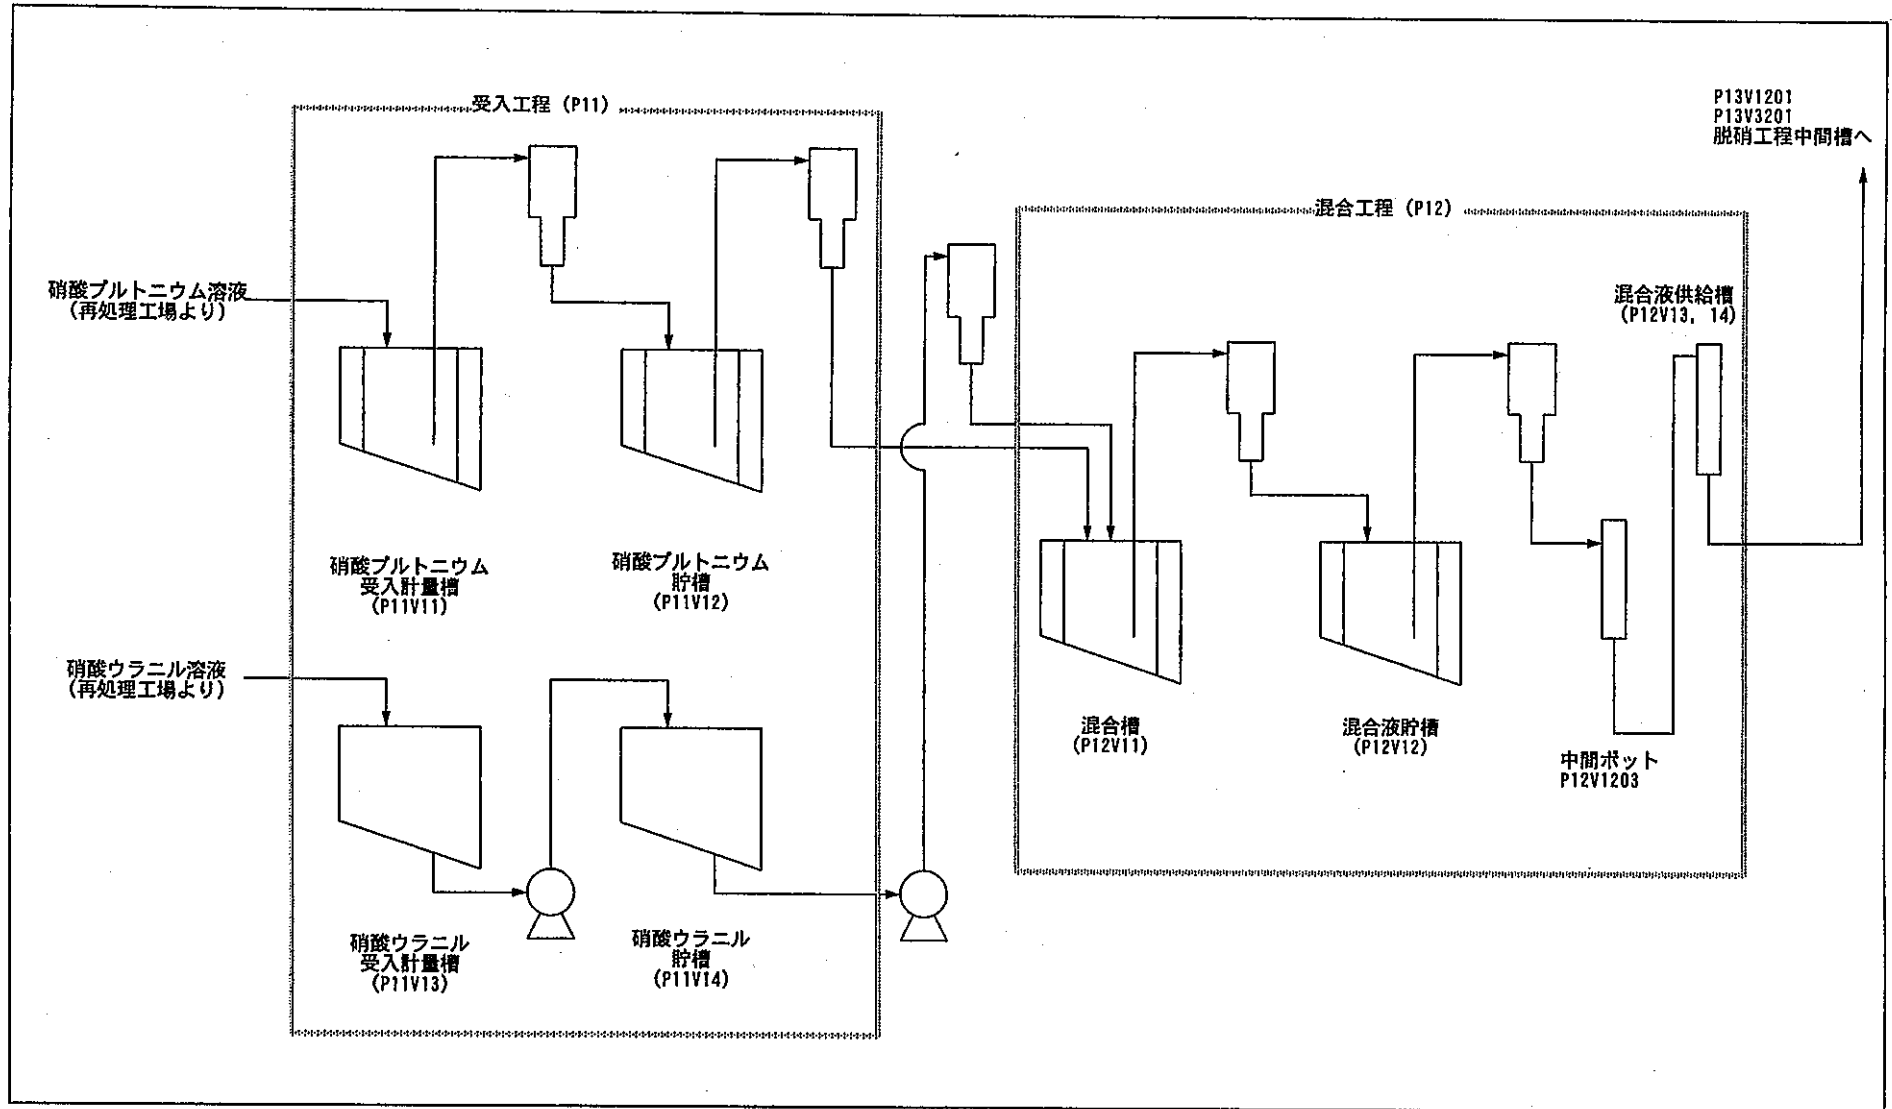 受入工程 (P11)
P13V1201
P13V3201
脱硝工程中間槽へ
混合工程 (P12)
硝酸プルトニウム溶液
(再処理工場より)
混合液供給槽
(P12V13, 14)
硝酸プルトニウム
受入計量槽
(P11V11)
硝酸プルトニウム
貯槽
(P11V12)
硝酸ウラニル溶液
(再処理工場より)
混合槽
(P12V11)
混合液貯槽
(P12V12)
中間ポット
P12V1203
硝酸ウラニル
受入計量槽
(P11V13)
硝酸ウラニル
貯槽
(P11V14)